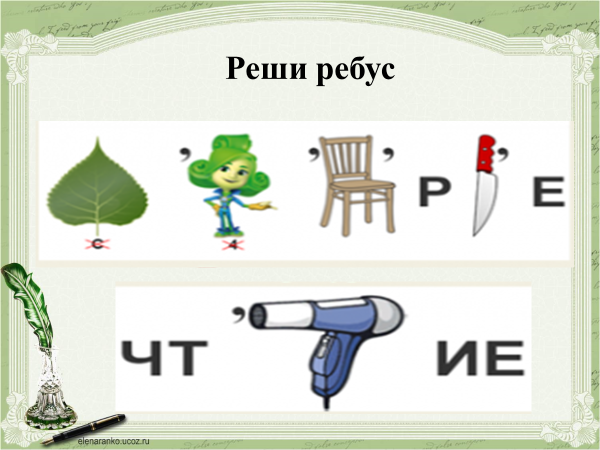 Реши ребус
, , , Р , Е
С 4
, ЧТ ИЕ
elenaranko.ucoz.ru